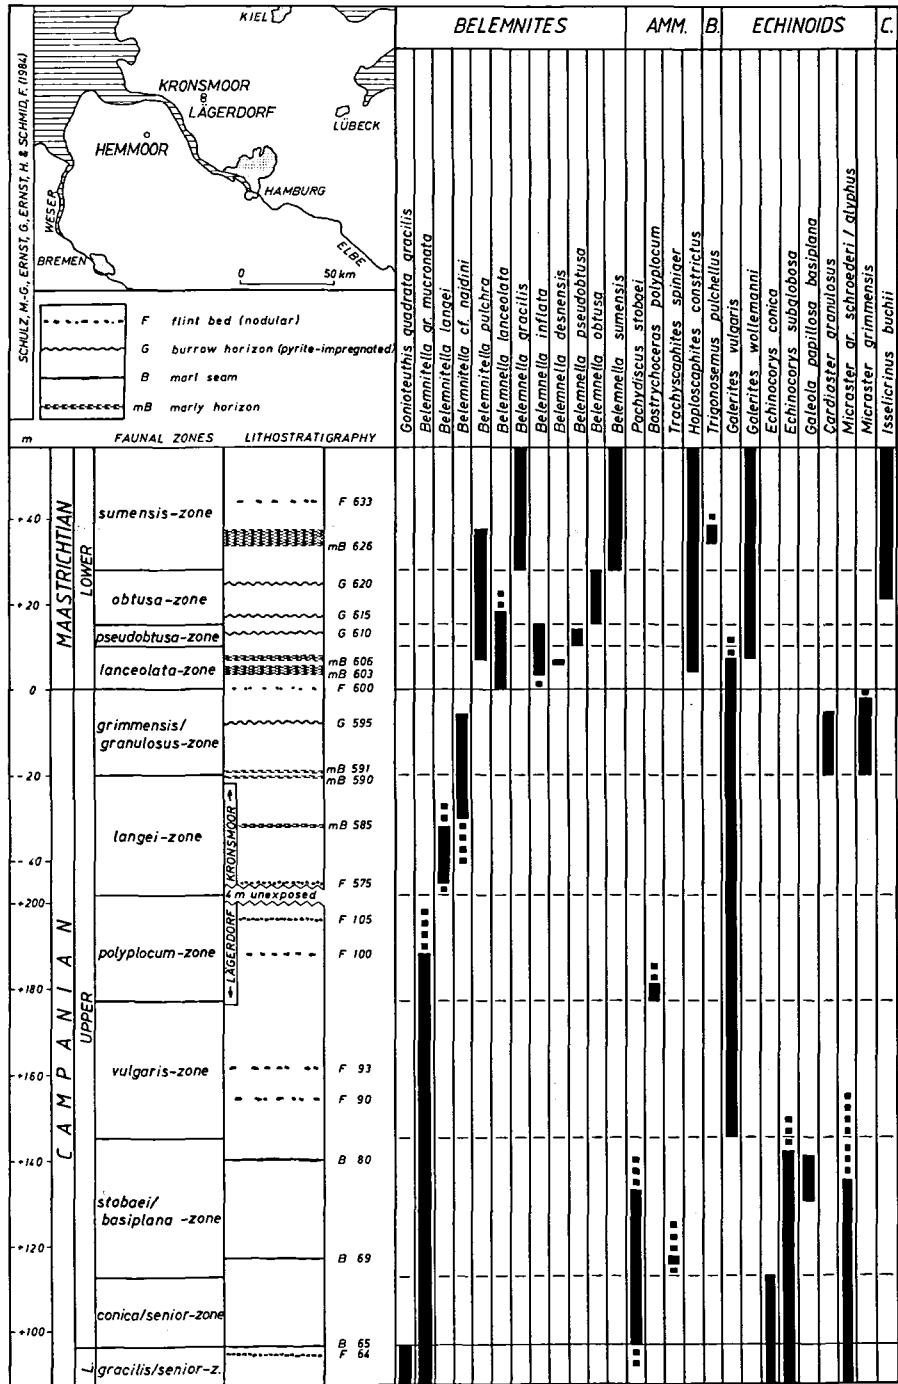 BELEMNITES
AMM.
B.
ECHINOIDS
C.
SCHULZ, M.-G., ERNST, G., ERNST, H. & SCHMID, F. (1984)
KIEL
KRONSMOOR
LÄGERDORF
LÜBECK
HEMMOOR
HAMBURG
WESER
BREMEN
ELBE
0 50 km
F flint bed (nodular)
G burrow horizon (pyrite-impregnated)
B marl seam
mB marly horizon
Gonioteuthis quadrata gracilis
Belemnitella gr. mucronata
Belemnitella langei
Belemnitella cf. najdini
Belemnitella pulchra
Belemnella lanceolata
Belemnella gracilis
Belemnella inflata
Belemnella desnensis
Belemnella pseudobtusa
Belemnella obtusa
Belemnella sumensis
Pachydiscus stobaei
Bostrychoceras polyplocum
Trachyscaphites spiniger
Hoploscaphites constrictus
Trigonosemus pulchellus
Galerites vulgaris
Galerites wollemanni
Echinocorys conica
Echinocorys subglobosa
Galeola papillosa basiplana
Cardiaster granulosus
Micraster gr. schroederi / glyphus
Micraster grimmensis
Isselicrinus buchii
m
FAUNAL ZONES
LITHOSTRATIGRAPHY
MAASTRICHTIAN
LOWER
CAMPANIAN
UPPER
L.
+40
+20
0
-20
-40
+200
+180
+160
+140
+120
+100
sumensis-zone
obtusa-zone
pseudobtusa-zone
lanceolata-zone
grimmensis/
granulosus-zone
langei-zone
polyplocum-zone
vulgaris-zone
stobaei/
basiplana-zone
conica/senior-zone
gracilis/senior-z.
KRONSMOOR
4 m unexposed
LÄGERDORF
F 633
mB 626
G 620
G 615
G 610
mB 606
mB 603
F 600
G 595
mB 591
mB 590
mB 585
F 575
F 105
F 100
F 93
F 90
B 80
B 69
B 65
F 64